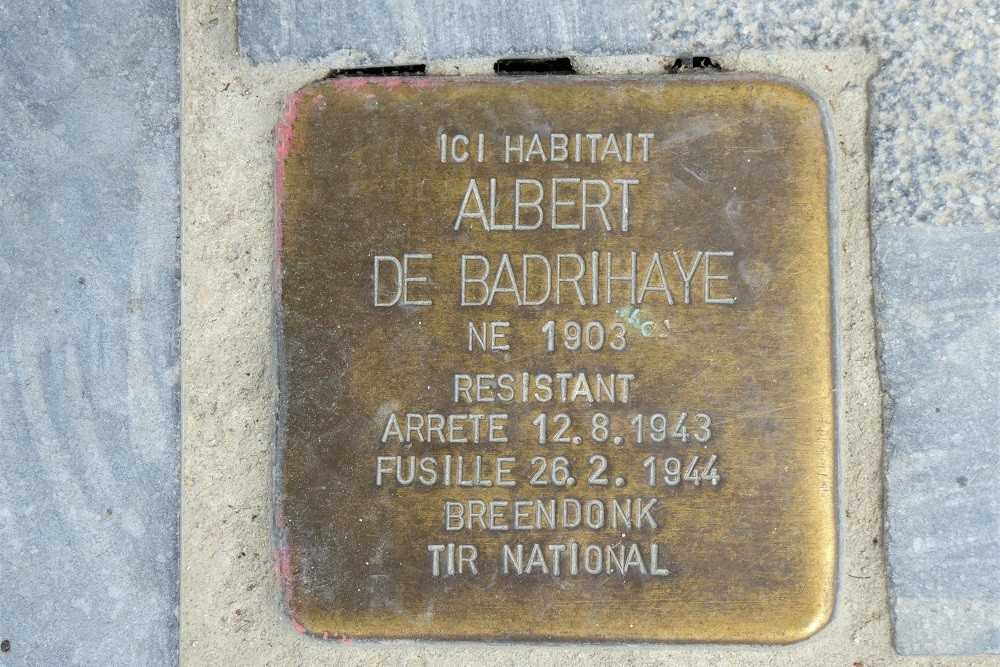 ICI HABITAIT
ALBERT
DE BADRIHAYE
NE 1903
RESISTANT
ARRETE 12.8.1943
FUSILLE 26.2.1944
BREENDONK
TIR NATIONAL